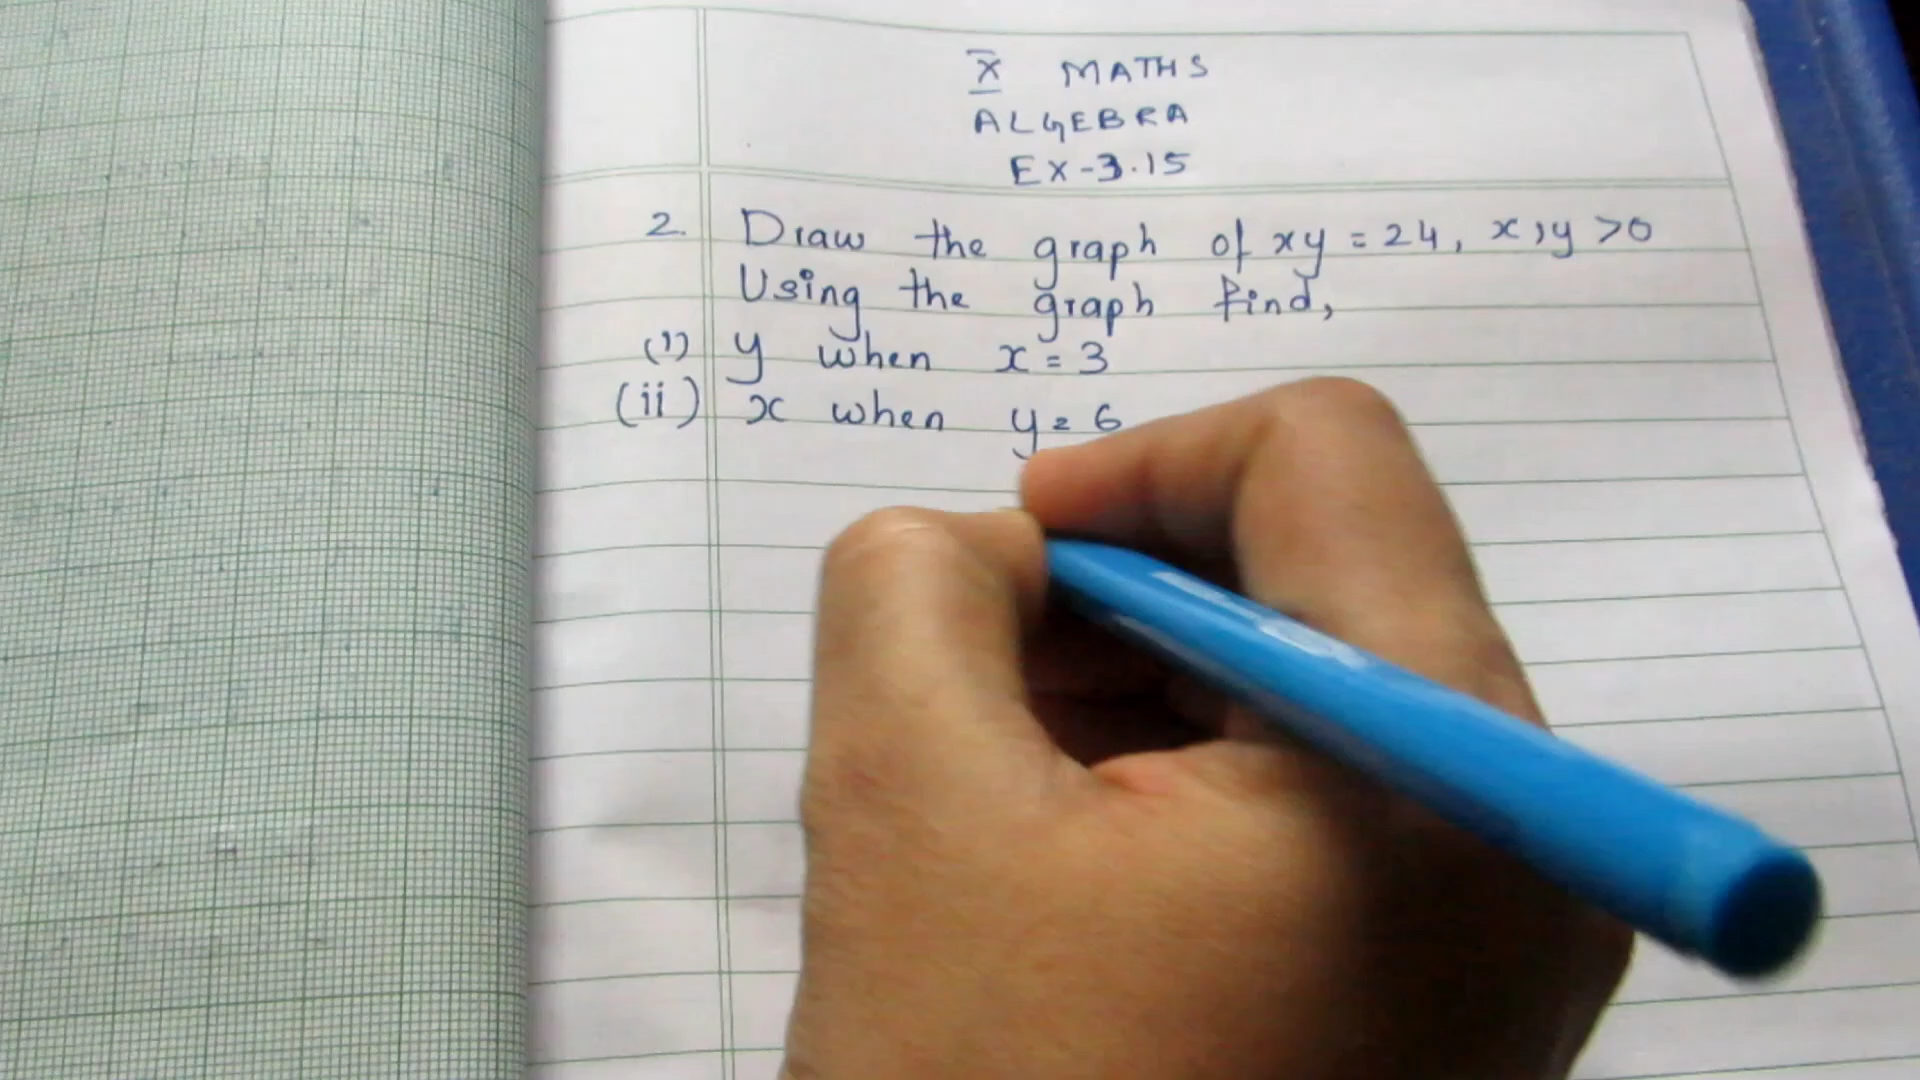 X MATHS
ALGEBRA
EX-3.15
2. Draw the graph of xy = 24, x,y >0
Using the graph find,
(i) y when x = 3
(ii) x when y = 6